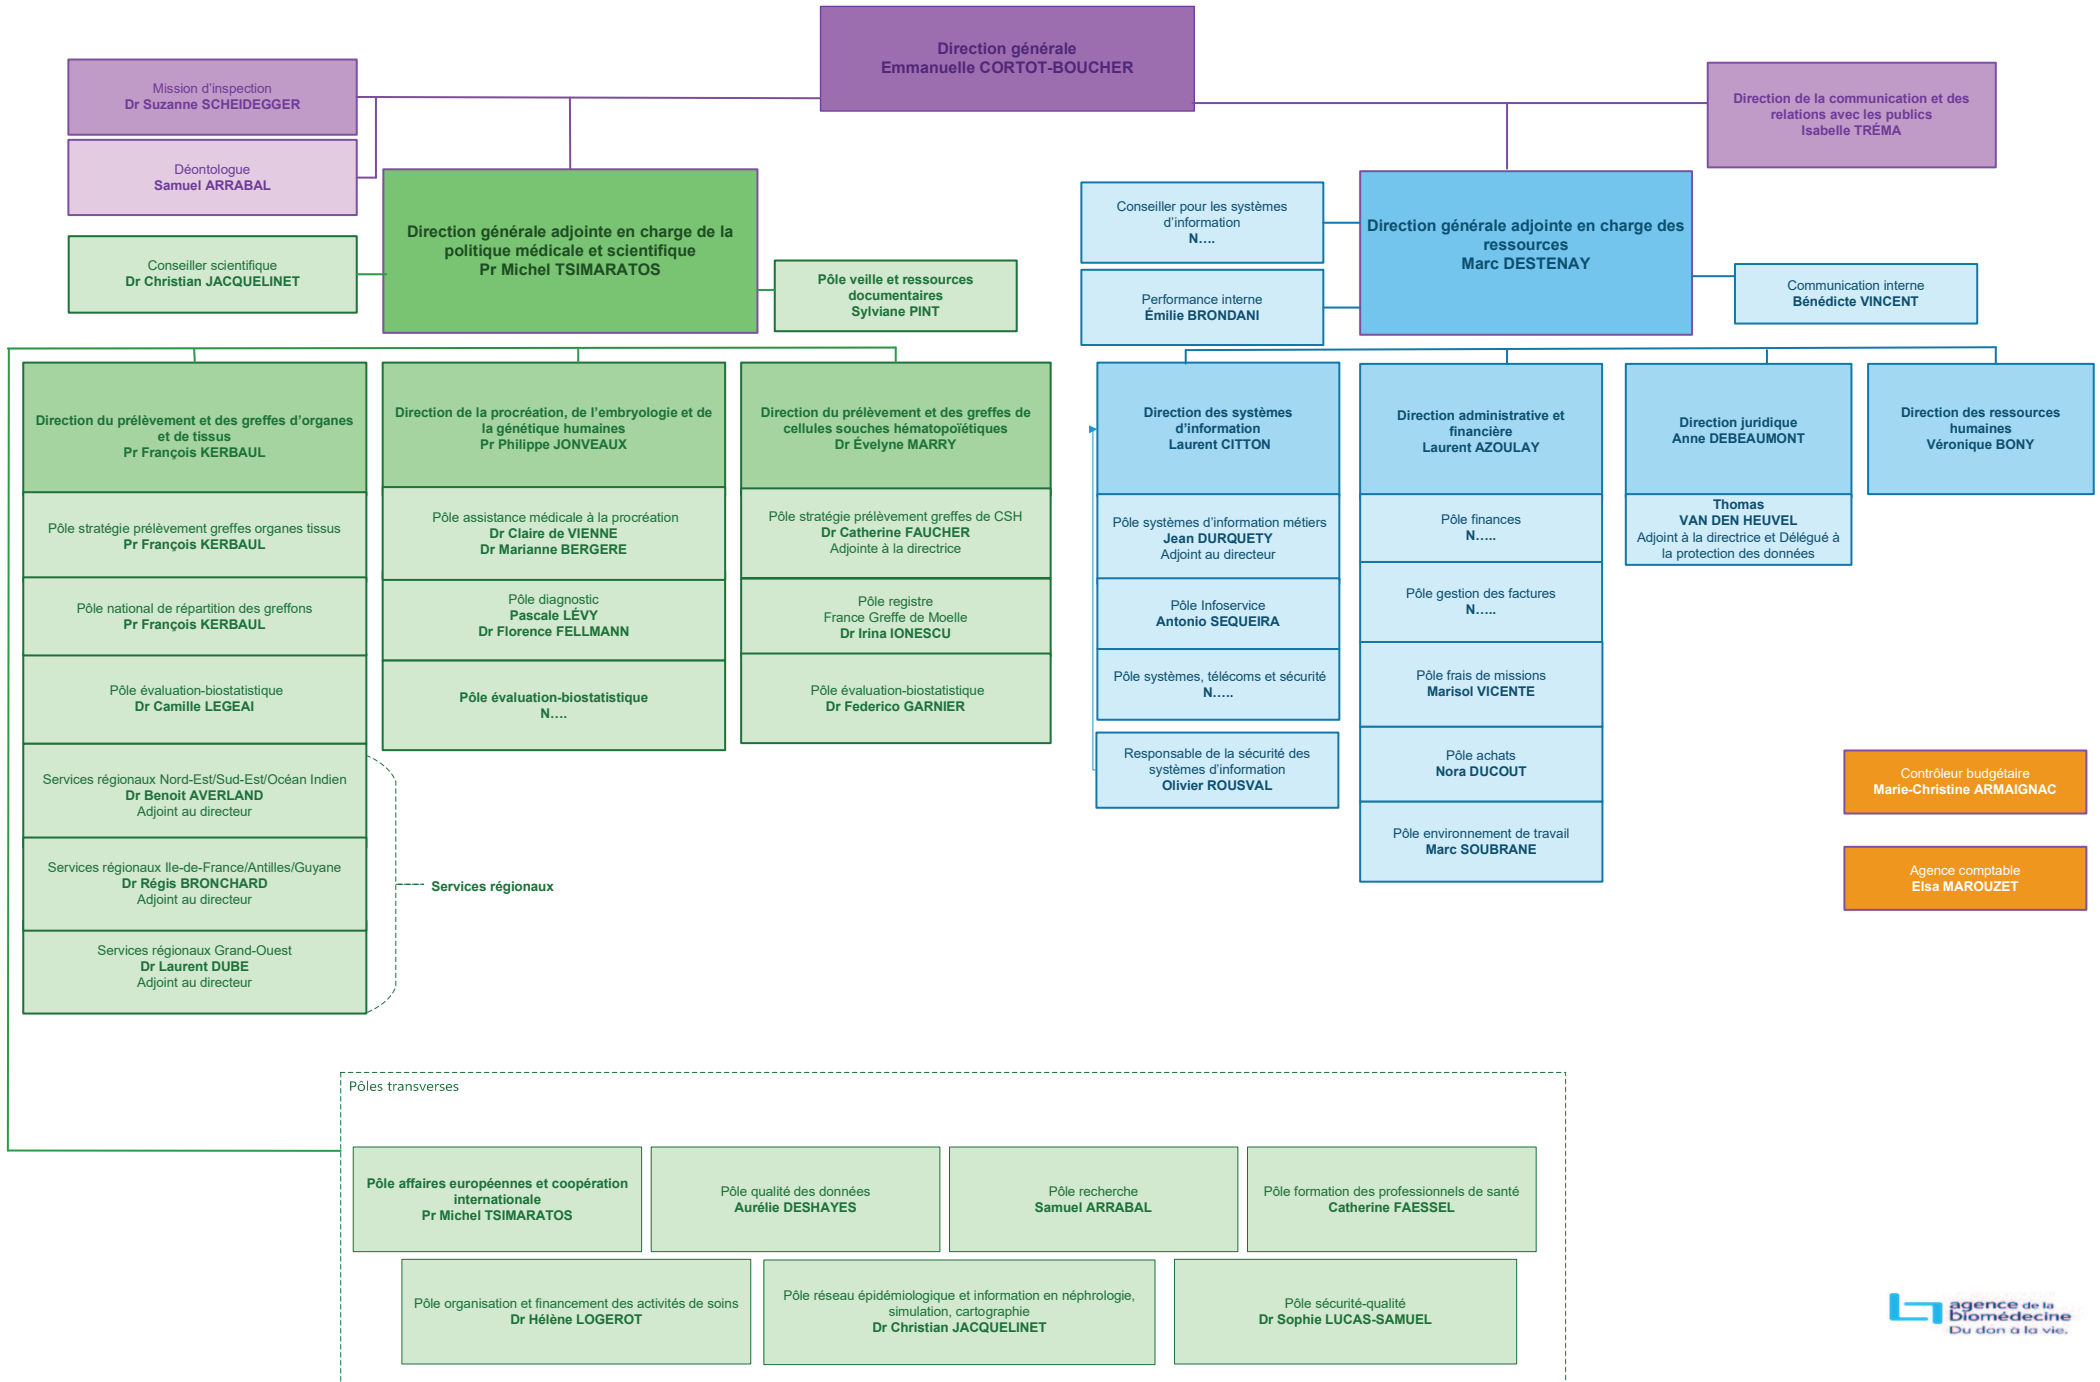 Direction générale
Emmanuelle CORTOT-BOUCHER
Mission d'inspection
Dr Suzanne SCHEIDEGGER
Déontologue
Samuel ARRABAL
Direction de la communication et des
relations avec les publics
Isabelle TRÉMA
Direction générale adjointe en charge de la
politique médicale et scientifique
Pr Michel TSIMARATOS
Conseiller scientifique
Dr Christian JACQUELINET
Pôle veille et ressources
documentaires
Sylviane PINT
Conseiller pour les systèmes
d'information
N....
Performance interne
Émilie BRONDANI
Direction générale adjointe en charge des
ressources
Marc DESTENAY
Communication interne
Bénédicte VINCENT
Direction du prélèvement et des greffes d'organes
et de tissus
Pr François KERBAUL
Pôle stratégie prélèvement greffes organes tissus
Pr François KERBAUL
Pôle national de répartition des greffons
Pr François KERBAUL
Pôle évaluation-biostatistique
Dr Camille LEGEAI
Services régionaux Nord-Est/Sud-Est/Océan Indien
Dr Benoit AVERLAND
Adjoint au directeur
Services régionaux Ile-de-France/Antilles/Guyane
Dr Régis BRONCHARD
Adjoint au directeur
Services régionaux Grand-Ouest
Dr Laurent DUBE
Adjoint au directeur
Services régionaux
Direction de la procréation, de l'embryologie et de
la génétique humaines
Pr Philippe JONVEAUX
Pôle assistance médicale à la procréation
Dr Claire de VIENNE
Dr Marianne BERGERE
Pôle diagnostic
Pascale LÉVY
Dr Florence FELLMANN
Pôle évaluation-biostatistique
N....
Direction du prélèvement et des greffes de
cellules souches hématopoïétiques
Dr Évelyne MARRY
Pôle stratégie prélèvement greffes de CSH
Dr Catherine FAUCHER
Adjointe à la directrice
Pôle registre
France Greffe de Moelle
Dr Irina IONESCU
Pôle évaluation-biostatistique
Dr Federico GARNIER
Direction des systèmes
d'information
Laurent CITTON
Pôle systèmes d'information métiers
Jean DURQUETY
Adjoint au directeur
Pôle Infoservice
Antonio SEQUEIRA
Pôle systèmes, télécoms et sécurité
N.....
Responsable de la sécurité des
systèmes d'information
Olivier ROUSVAL
Direction administrative et
financière
Laurent AZOULAY
Pôle finances
N.....
Pôle gestion des factures
N.....
Pôle frais de missions
Marisol VICENTE
Pôle achats
Nora DUCOUT
Pôle environnement de travail
Marc SOUBRANE
Direction juridique
Anne DEBEAUMONT
Thomas
VAN DEN HEUVEL
Adjoint à la directrice et Délégué à
la protection des données
Direction des ressources
humaines
Véronique BONY
Contrôleur budgétaire
Marie-Christine ARMAIGNAC
Agence comptable
Elsa MAROUZET
Pôles transverses
Pôle affaires européennes et coopération
internationale
Pr Michel TSIMARATOS
Pôle qualité des données
Aurélie DESHAYES
Pôle recherche
Samuel ARRABAL
Pôle formation des professionnels de santé
Catherine FAESSEL
Pôle organisation et financement des activités de soins
Dr Hélène LOGEROT
Pôle réseau épidémiologique et information en néphrologie,
simulation, cartographie
Dr Christian JACQUELINET
Pôle sécurité-qualité
Dr Sophie LUCAS-SAMUEL
agence de la
biomédecine
Du don à la vie.